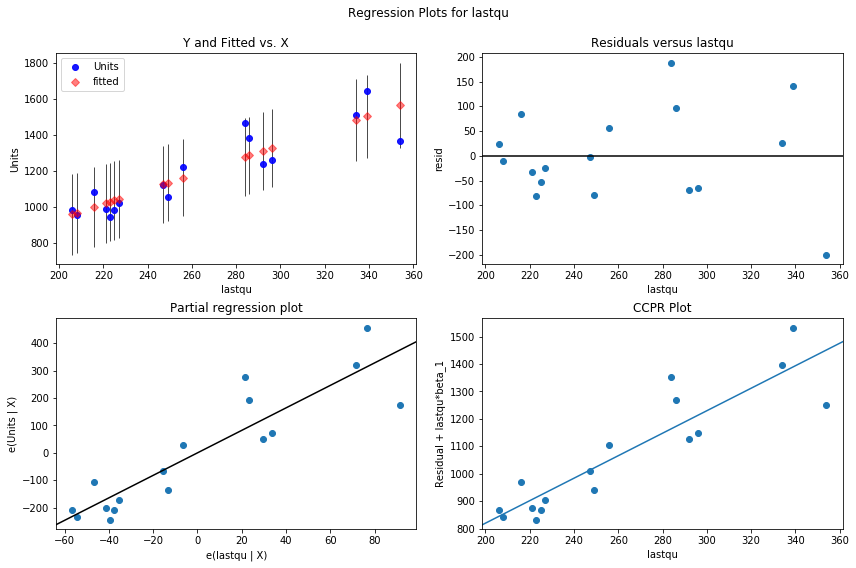 Regression Plots for lastqu
Y and Fitted vs. X
Units
fitted
1800
1600
1400
1200
1000
800
Units
200 220 240 260 280 300 320 340 360
lastqu
Residuals versus lastqu
200
150
100
50
0
−50
−100
−150
−200
resid
200 220 240 260 280 300 320 340 360
lastqu
Partial regression plot
400
300
200
100
0
−100
−200
e(Units | X)
−60 −40 −20 0 20 40 60 80
e(lastqu | X)
CCPR Plot
1500
1400
1300
1200
1100
1000
900
800
Residual + lastqu*beta_1
200 220 240 260 280 300 320 340 360
lastqu